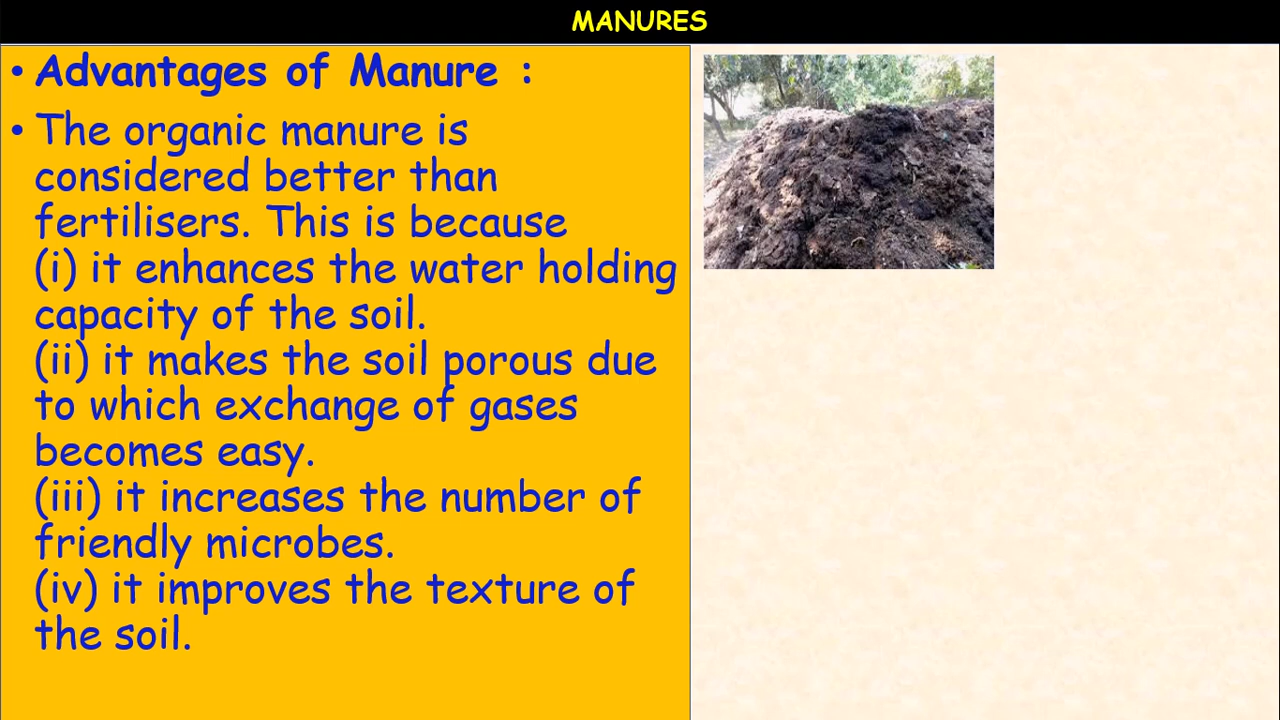 MANURES
• Advantages of Manure :
• The organic manure is
considered better than
fertilisers. This is because
(i) it enhances the water holding
capacity of the soil.
(ii) it makes the soil porous due
to which exchange of gases
becomes easy.
(iii) it increases the number of
friendly microbes.
(iv) it improves the texture of
the soil.